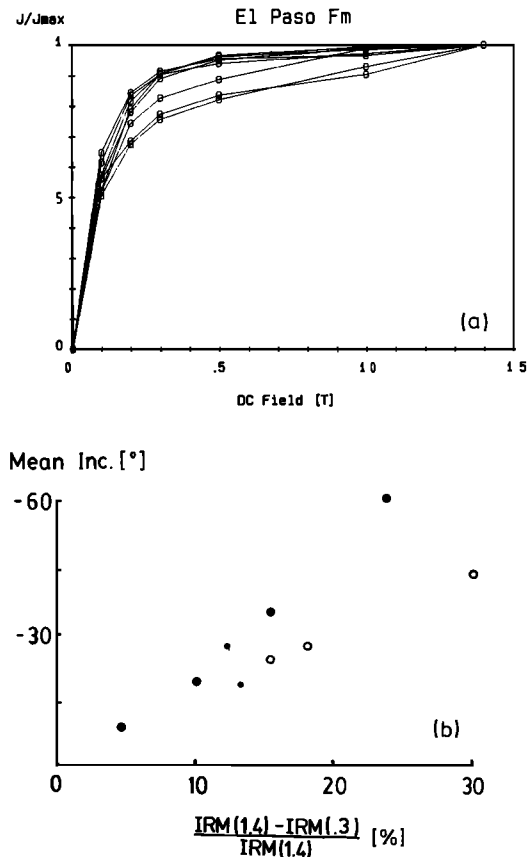 J/Jmax
El Paso Fm
1
5
0
(a)
0 .5 1 0 1 5
DC Field [T]
Mean Inc. [°]
-60
-30
(b)
0 10 20 30
IRM(1.4)-IRM(.3)
IRM(1.4)
[%]